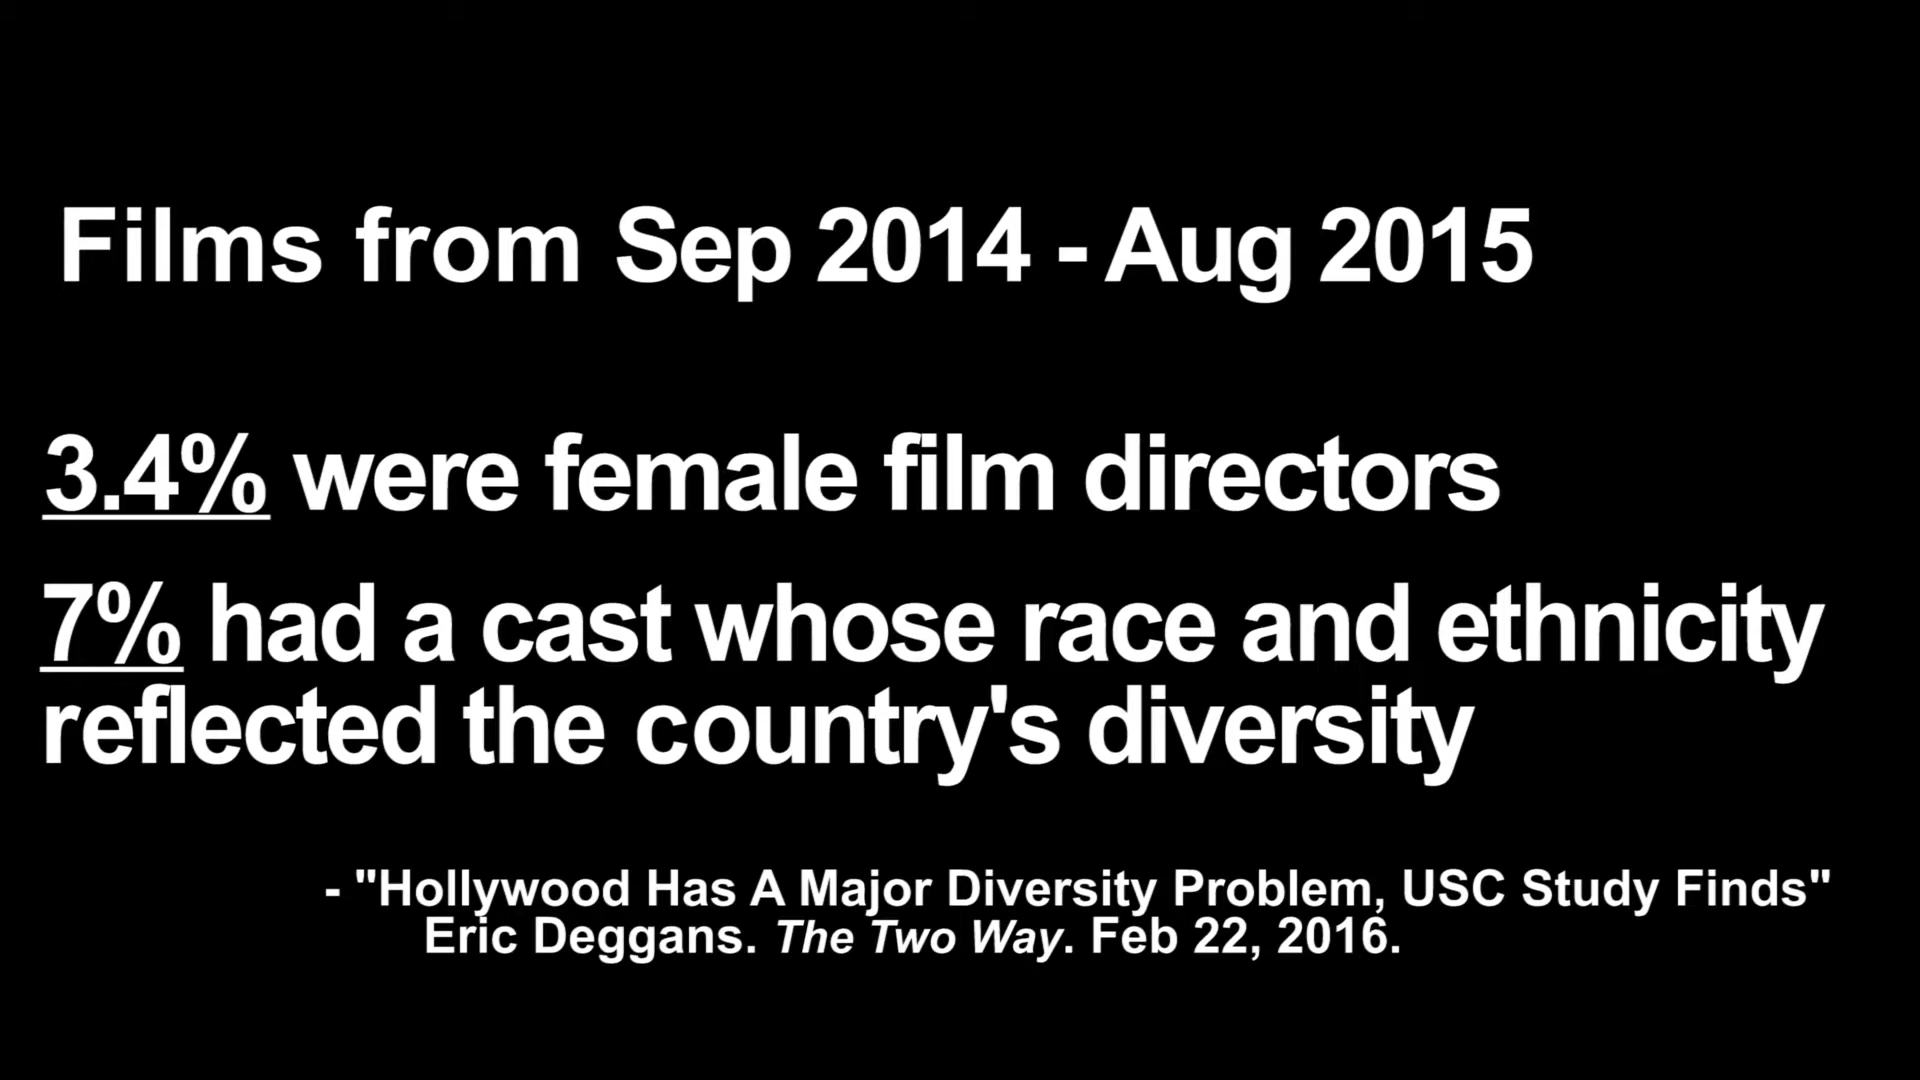 Films from Sep 2014 - Aug 2015
3.4% were female film directors
7% had a cast whose race and ethnicity
reflected the country's diversity
- "Hollywood Has A Major Diversity Problem, USC Study Finds"
Eric Deggans. The Two Way. Feb 22, 2016.